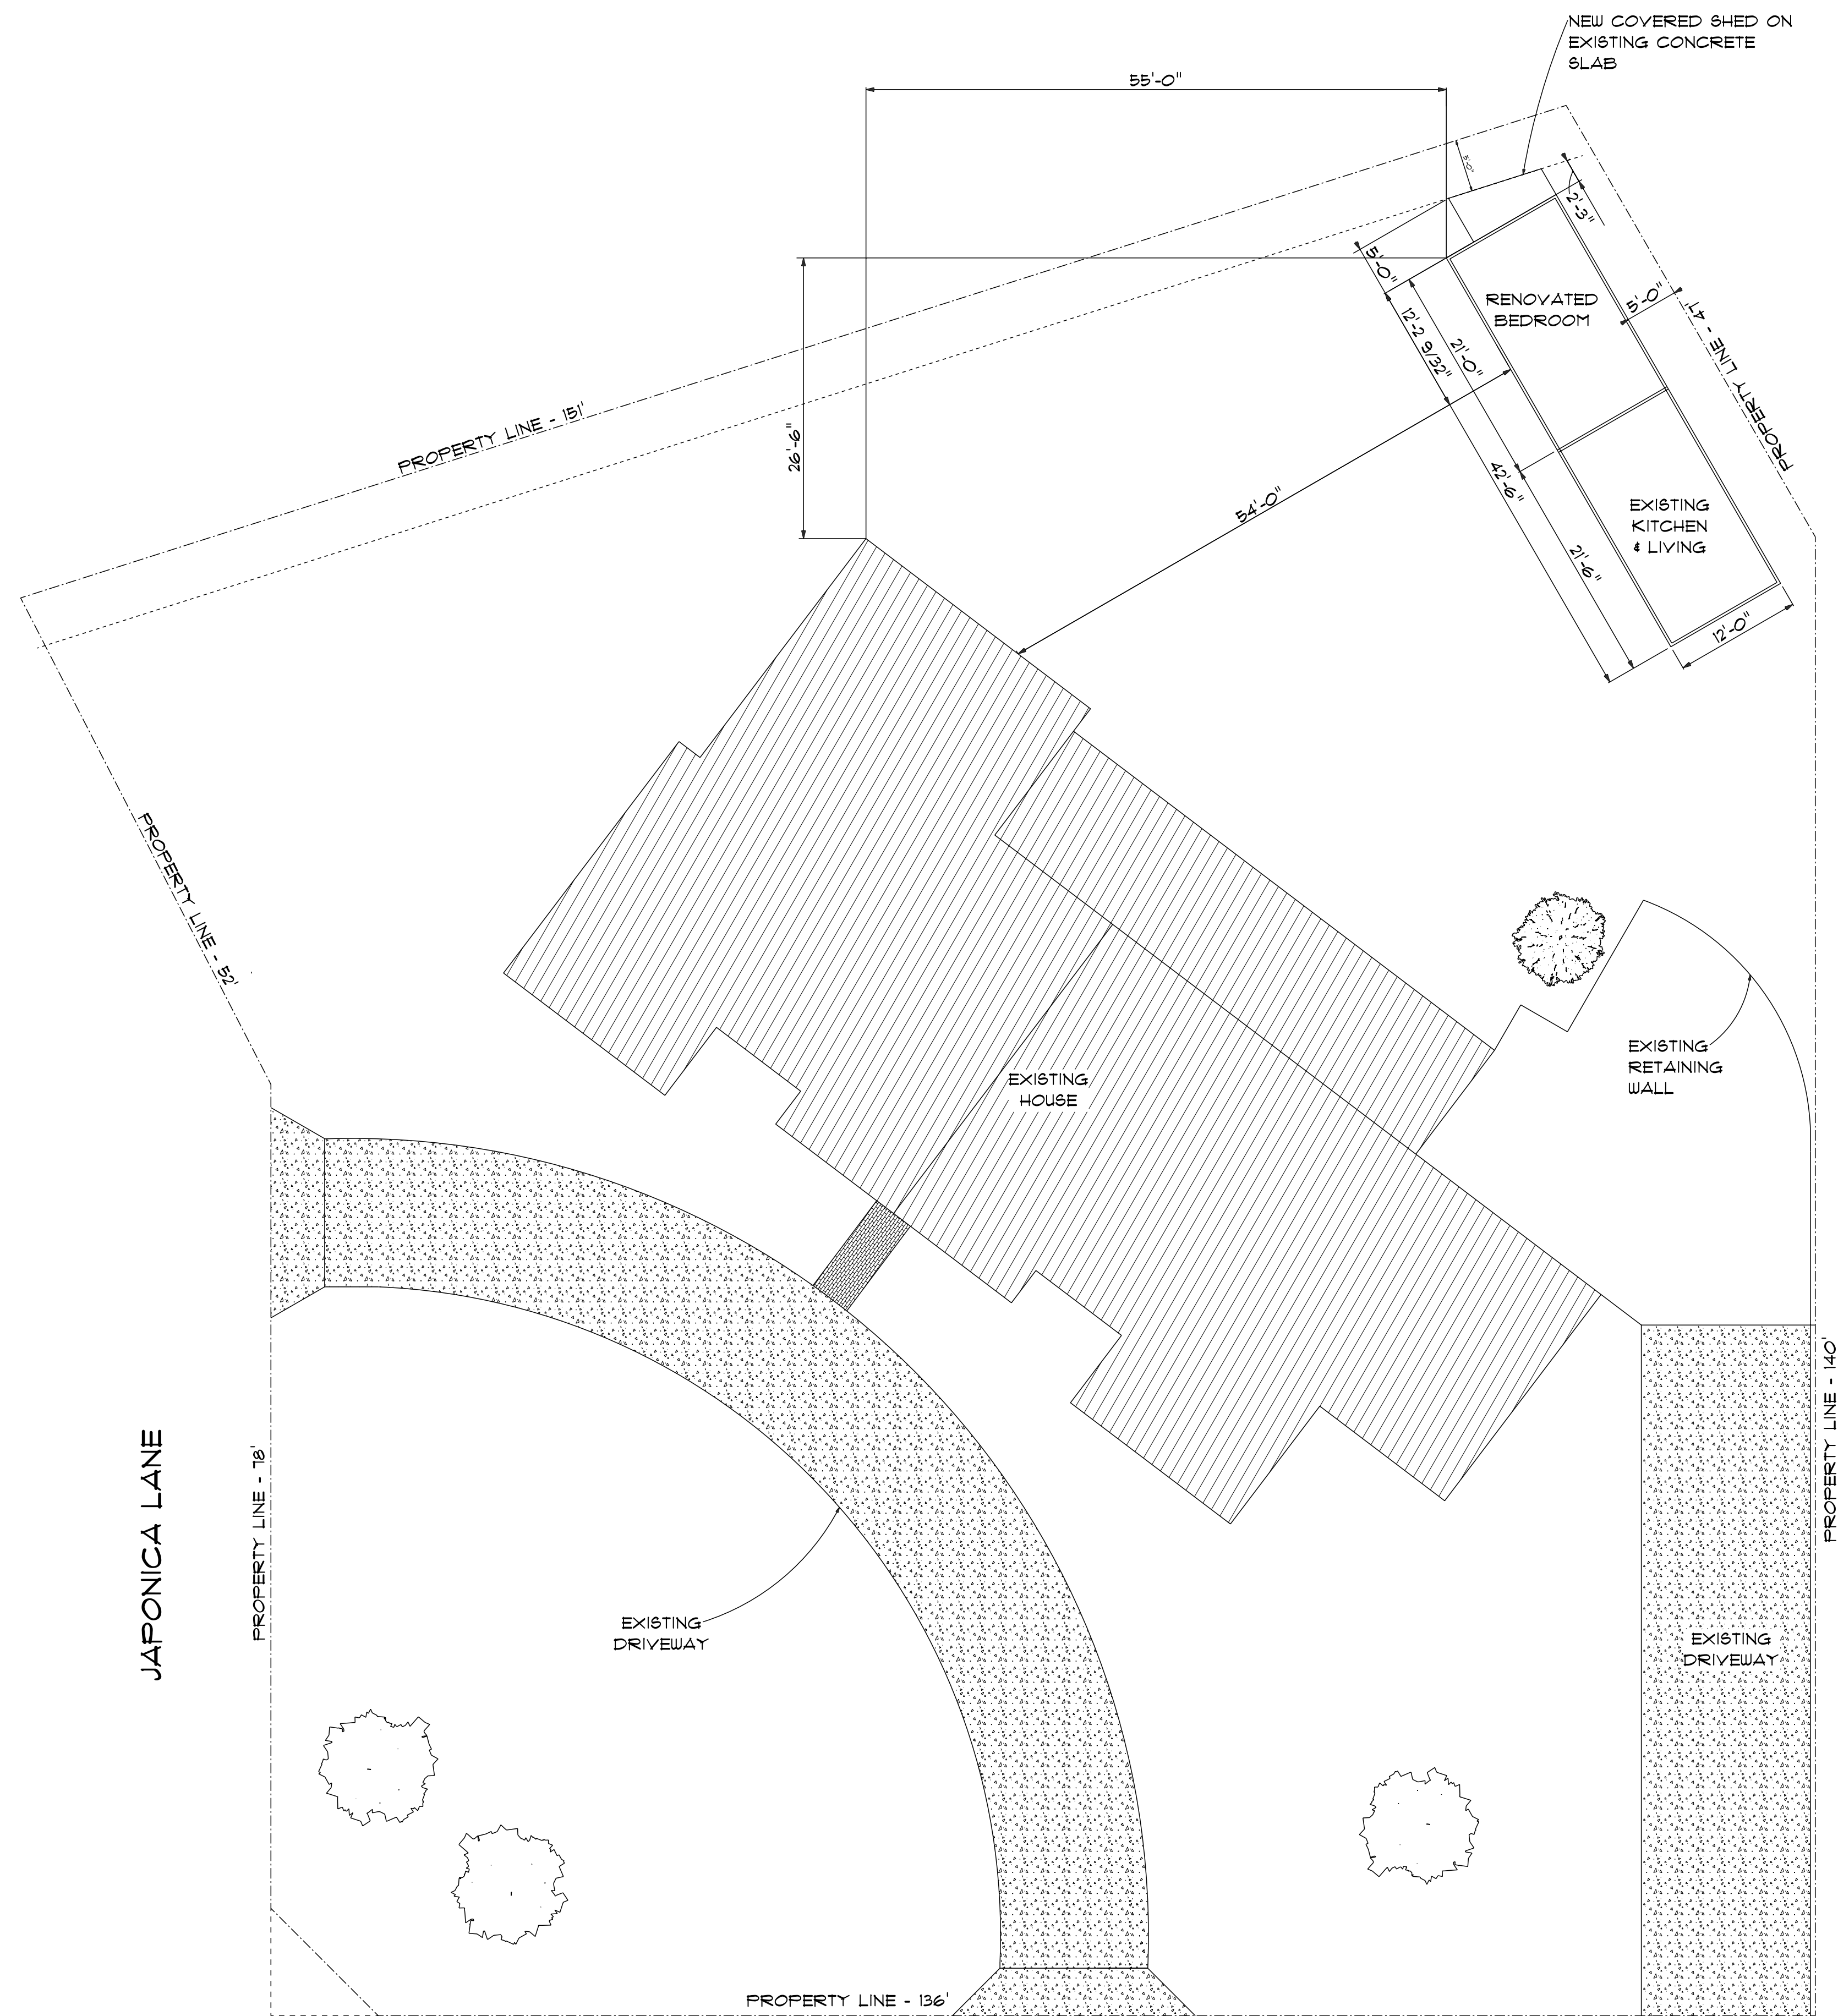 NEW COVERED SHED ON
EXISTING CONCRETE
SLAB
55'-0"
5'-0"
2'-3"
5'-0"
RENOVATED
BEDROOM
5'-0"
PROPERTY LINE - 47'
12'-2 9/32"
21'-0"
26'-6"
PROPERTY LINE - 151'
54'-0"
42'-6"
EXISTING
KITCHEN
& LIVING
21'-6"
12'-0"
PROPERTY LINE - 52'
EXISTING
RETAINING
WALL
EXISTING
HOUSE
JAPONICA LANE
PROPERTY LINE - 78'
PROPERTY LINE - 140'
EXISTING
DRIVEWAY
EXISTING
DRIVEWAY
PROPERTY LINE - 136'